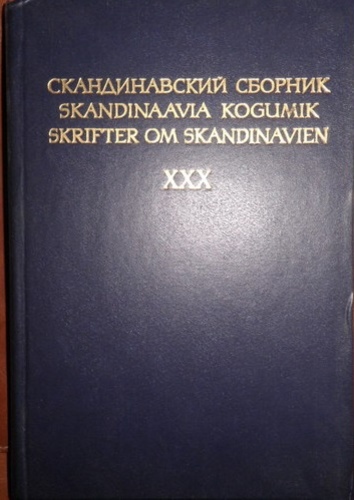 СКАНДИНАВСКИЙ СБОРНИК
SKANDINAAVIA KOGUMIK
SKRIFTER OM SKANDINAVIEN
XXX